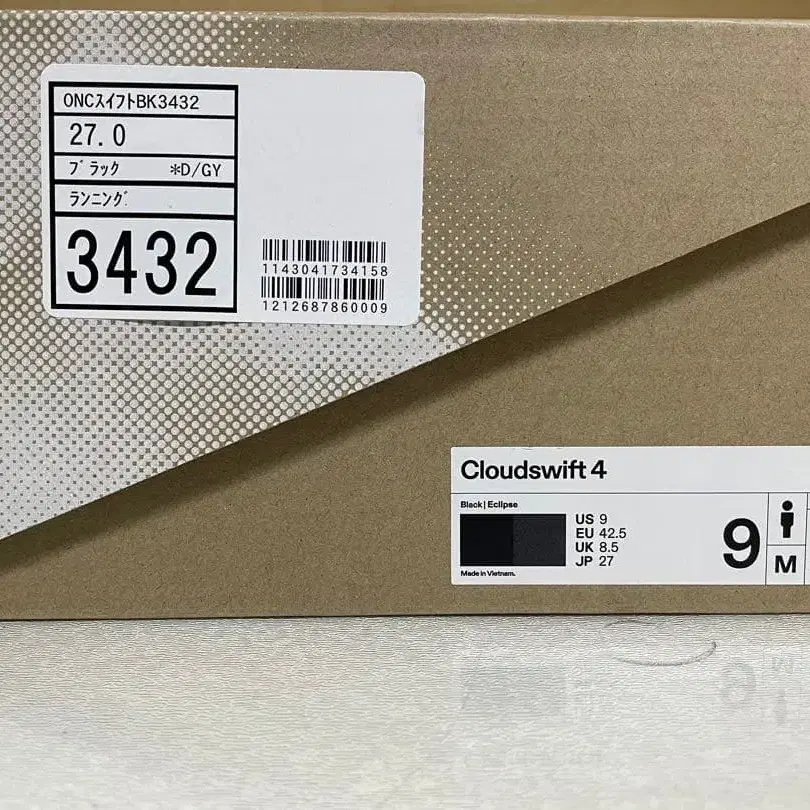 ONCスイフトBK3432
27.0
ブラック *D/GY
ランニング
3432
1143041734158
1212687860009
Cloudswift 4
Black | Eclipse
US 9
EU 42.5
UK 8.5
JP 27
Made in Vietnam.
9
M